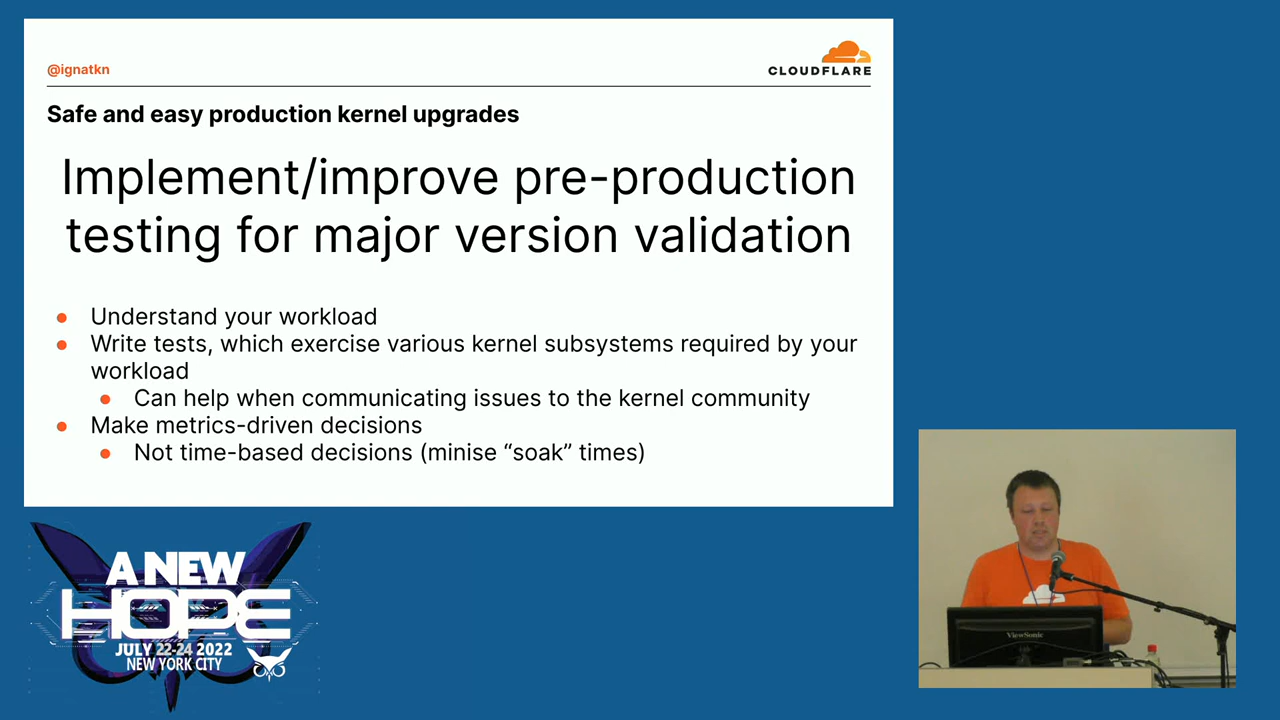 @ignatkn
CLOUDFLARE
Safe and easy production kernel upgrades
Implement/improve pre-production
testing for major version validation
● Understand your workload
● Write tests, which exercise various kernel subsystems required by your
workload
● Can help when communicating issues to the kernel community
● Make metrics-driven decisions
● Not time-based decisions (minise “soak” times)
A NEW
HOPE
JULY 22-24 2022
NEW YORK CITY
ViewSonic